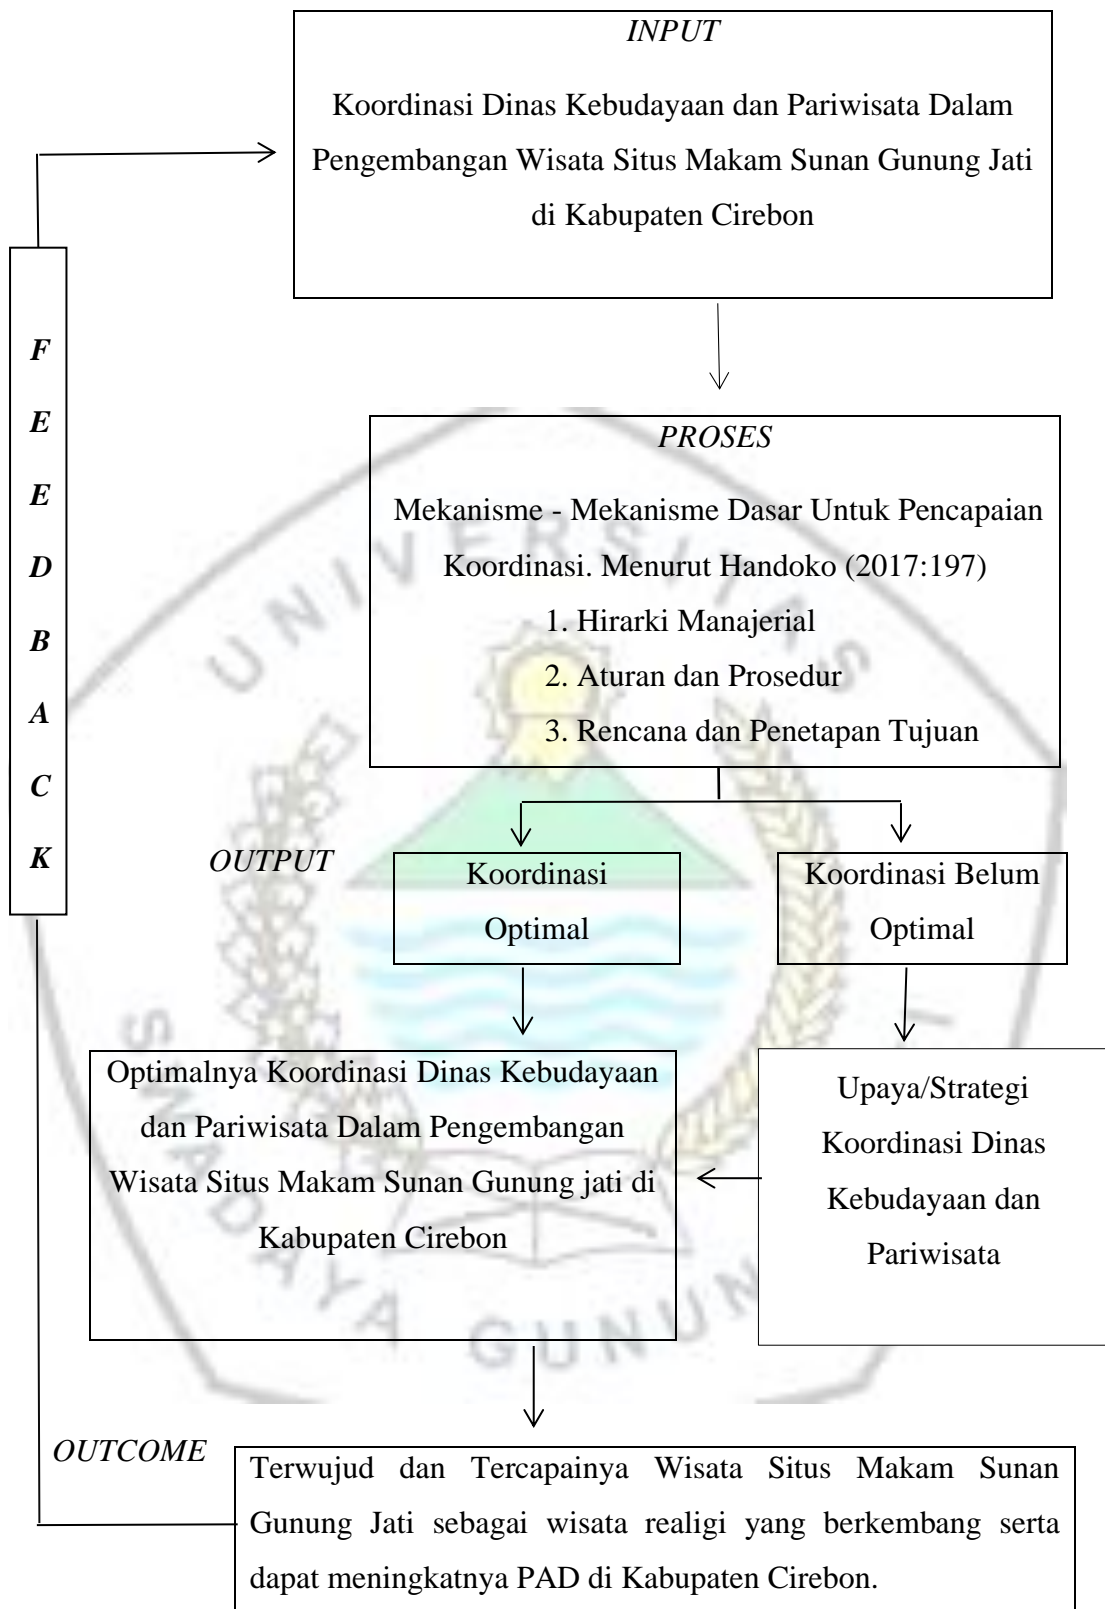 INPUT
Koordinasi Dinas Kebudayaan dan Pariwisata Dalam
Pengembangan Wisata Situs Makam Sunan Gunung Jati
di Kabupaten Cirebon
F
E
E
D
B
A
C
K
PROSES
Mekanisme - Mekanisme Dasar Untuk Pencapaian
Koordinasi. Menurut Handoko (2017:197)
1. Hirarki Manajerial
2. Aturan dan Prosedur
3. Rencana dan Penetapan Tujuan
OUTPUT
Koordinasi
Optimal
Koordinasi Belum
Optimal
Optimalnya Koordinasi Dinas Kebudayaan
dan Pariwisata Dalam Pengembangan
Wisata Situs Makam Sunan Gunung jati di
Kabupaten Cirebon
Upaya/Strategi
Koordinasi Dinas
Kebudayaan dan
Pariwisata
OUTCOME
Terwujud dan Tercapainya Wisata Situs Makam Sunan
Gunung Jati sebagai wisata realigi yang berkembang serta
dapat meningkatnya PAD di Kabupaten Cirebon.
UNIVERSITAS
SWADAYA GUNUN